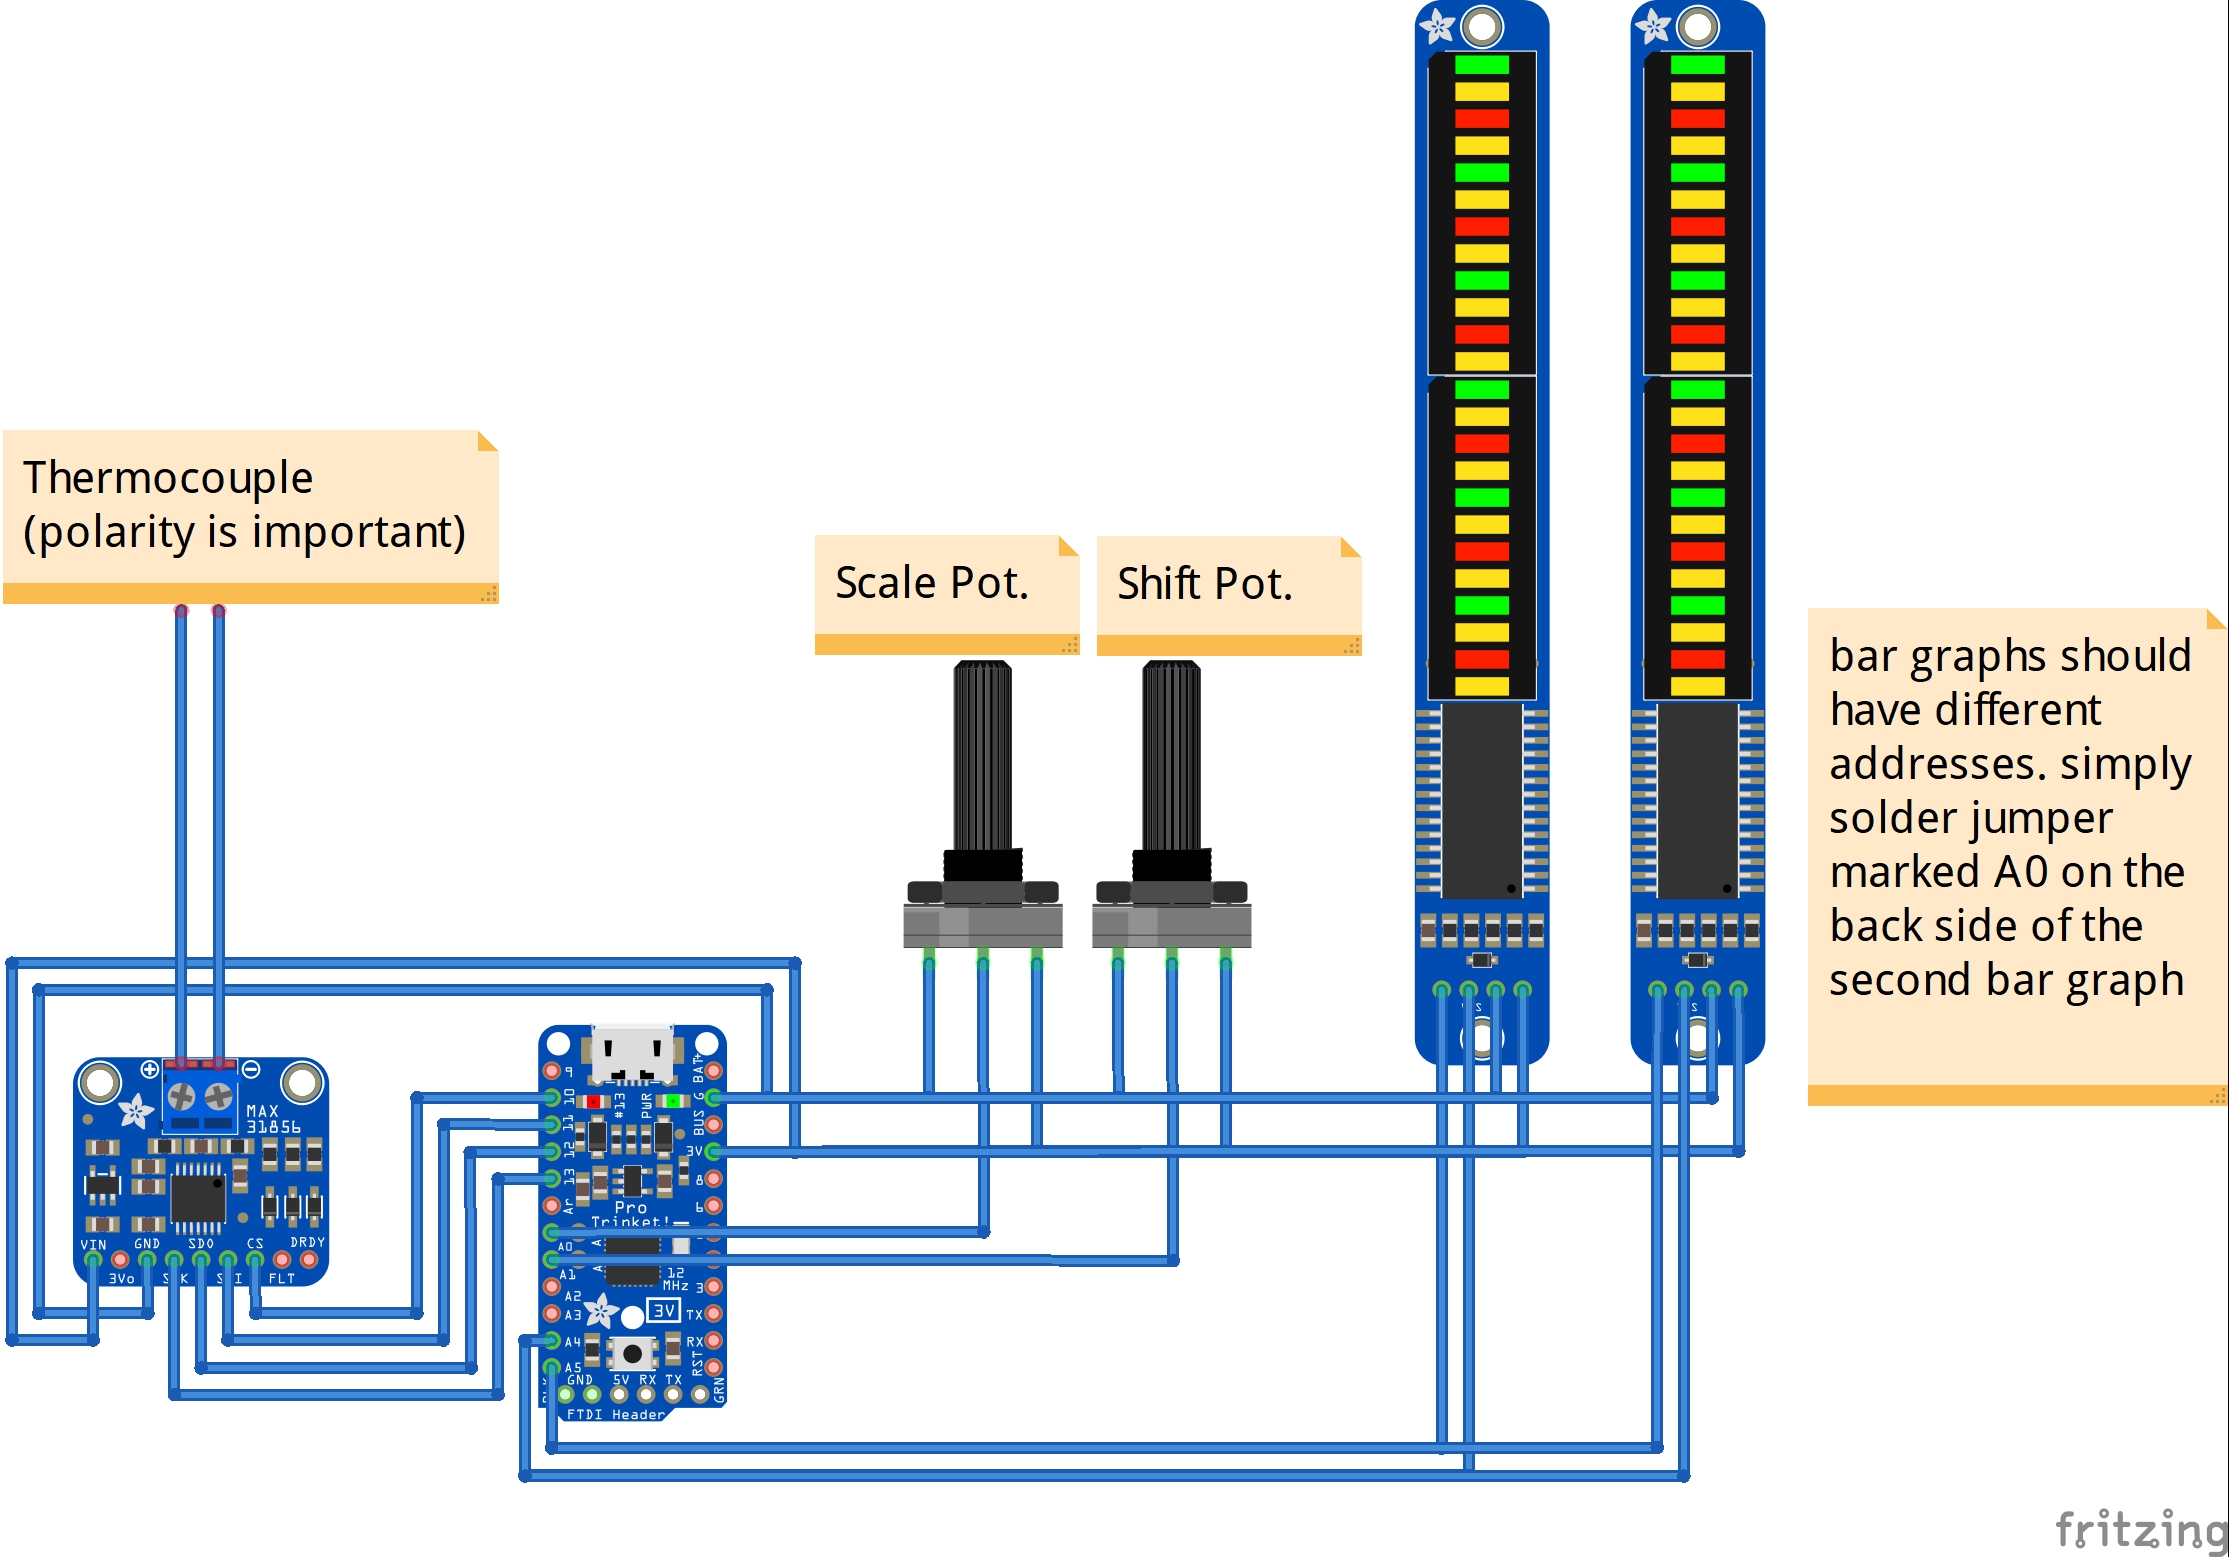 Thermocouple
(polarity is important)
Scale Pot.
Shift Pot.
bar graphs should
have different
addresses. simply
solder jumper
marked A0 on the
back side of the
second bar graph
MAX
31856
VIN
GND
SDO
CS
DRDY
3Vo
FLT
9
10
11
12
13
Ar
A0
A1
A2
A3
A4
A5
#13
PWR
BAT+
G
BUS
3V
8
6
3
TX
RX
RST
Pro
Trinket!
12
MHz
3V
GND
5V
RX
TX
GRN
FTDI Header
fritzing